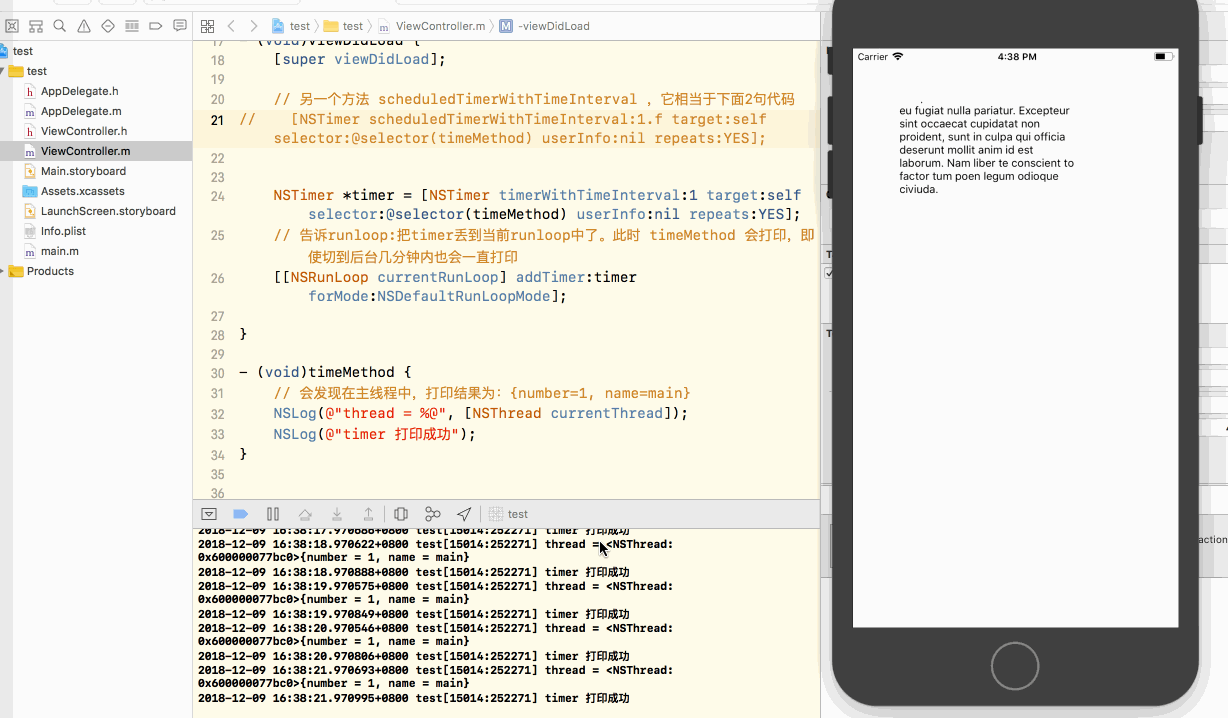 test
test
ViewController.m
-viewDidLoad
test
test
AppDelegate.h
AppDelegate.m
ViewController.h
ViewController.m
Main.storyboard
Assets.xcassets
LaunchScreen.storyboard
Info.plist
main.m
Products
17 - (void)viewDidLoad {
18 [super viewDidLoad];
19
20 // 另一个方法 scheduledTimerWithTimeInterval ，它相当于下面2句代码
21 // [NSTimer scheduledTimerWithTimeInterval:1.f target:self
selector:@selector(timeMethod) userInfo:nil repeats:YES];
22
23
24 NSTimer *timer = [NSTimer timerWithTimeInterval:1 target:self
selector:@selector(timeMethod) userInfo:nil repeats:YES];
25 // 告诉runloop:把timer丢到当前runloop中了。此时 timeMethod 会打印，即
使切到后台几分钟内也会一直打印
26 [[NSRunLoop currentRunLoop] addTimer:timer
forMode:NSDefaultRunLoopMode];
27
28 }
29
30 - (void)timeMethod {
31 // 会发现在主线程中，打印结果为：{number=1, name=main}
32 NSLog(@"thread = %@", [NSThread currentThread]);
33 NSLog(@"timer 打印成功");
34 }
35
36
test
2018-12-09 16:38:17.970888+0800 test[15014:252271] timer 打印成功
2018-12-09 16:38:18.970622+0800 test[15014:252271] thread = <NSThread:
0x600000077bc0>{number = 1, name = main}
2018-12-09 16:38:18.970888+0800 test[15014:252271] timer 打印成功
2018-12-09 16:38:19.970575+0800 test[15014:252271] thread = <NSThread:
0x600000077bc0>{number = 1, name = main}
2018-12-09 16:38:19.970849+0800 test[15014:252271] timer 打印成功
2018-12-09 16:38:20.970546+0800 test[15014:252271] thread = <NSThread:
0x600000077bc0>{number = 1, name = main}
2018-12-09 16:38:20.970806+0800 test[15014:252271] timer 打印成功
2018-12-09 16:38:21.970693+0800 test[15014:252271] thread = <NSThread:
0x600000077bc0>{number = 1, name = main}
2018-12-09 16:38:21.970995+0800 test[15014:252271] timer 打印成功
Carrier
4:38 PM
eu fugiat nulla pariatur. Excepteur
sint occaecat cupidatat non
proident, sunt in culpa qui officia
deserunt mollit anim id est
laborum. Nam liber te conscient to
factor tum poen legum odioque
civiuda.
action